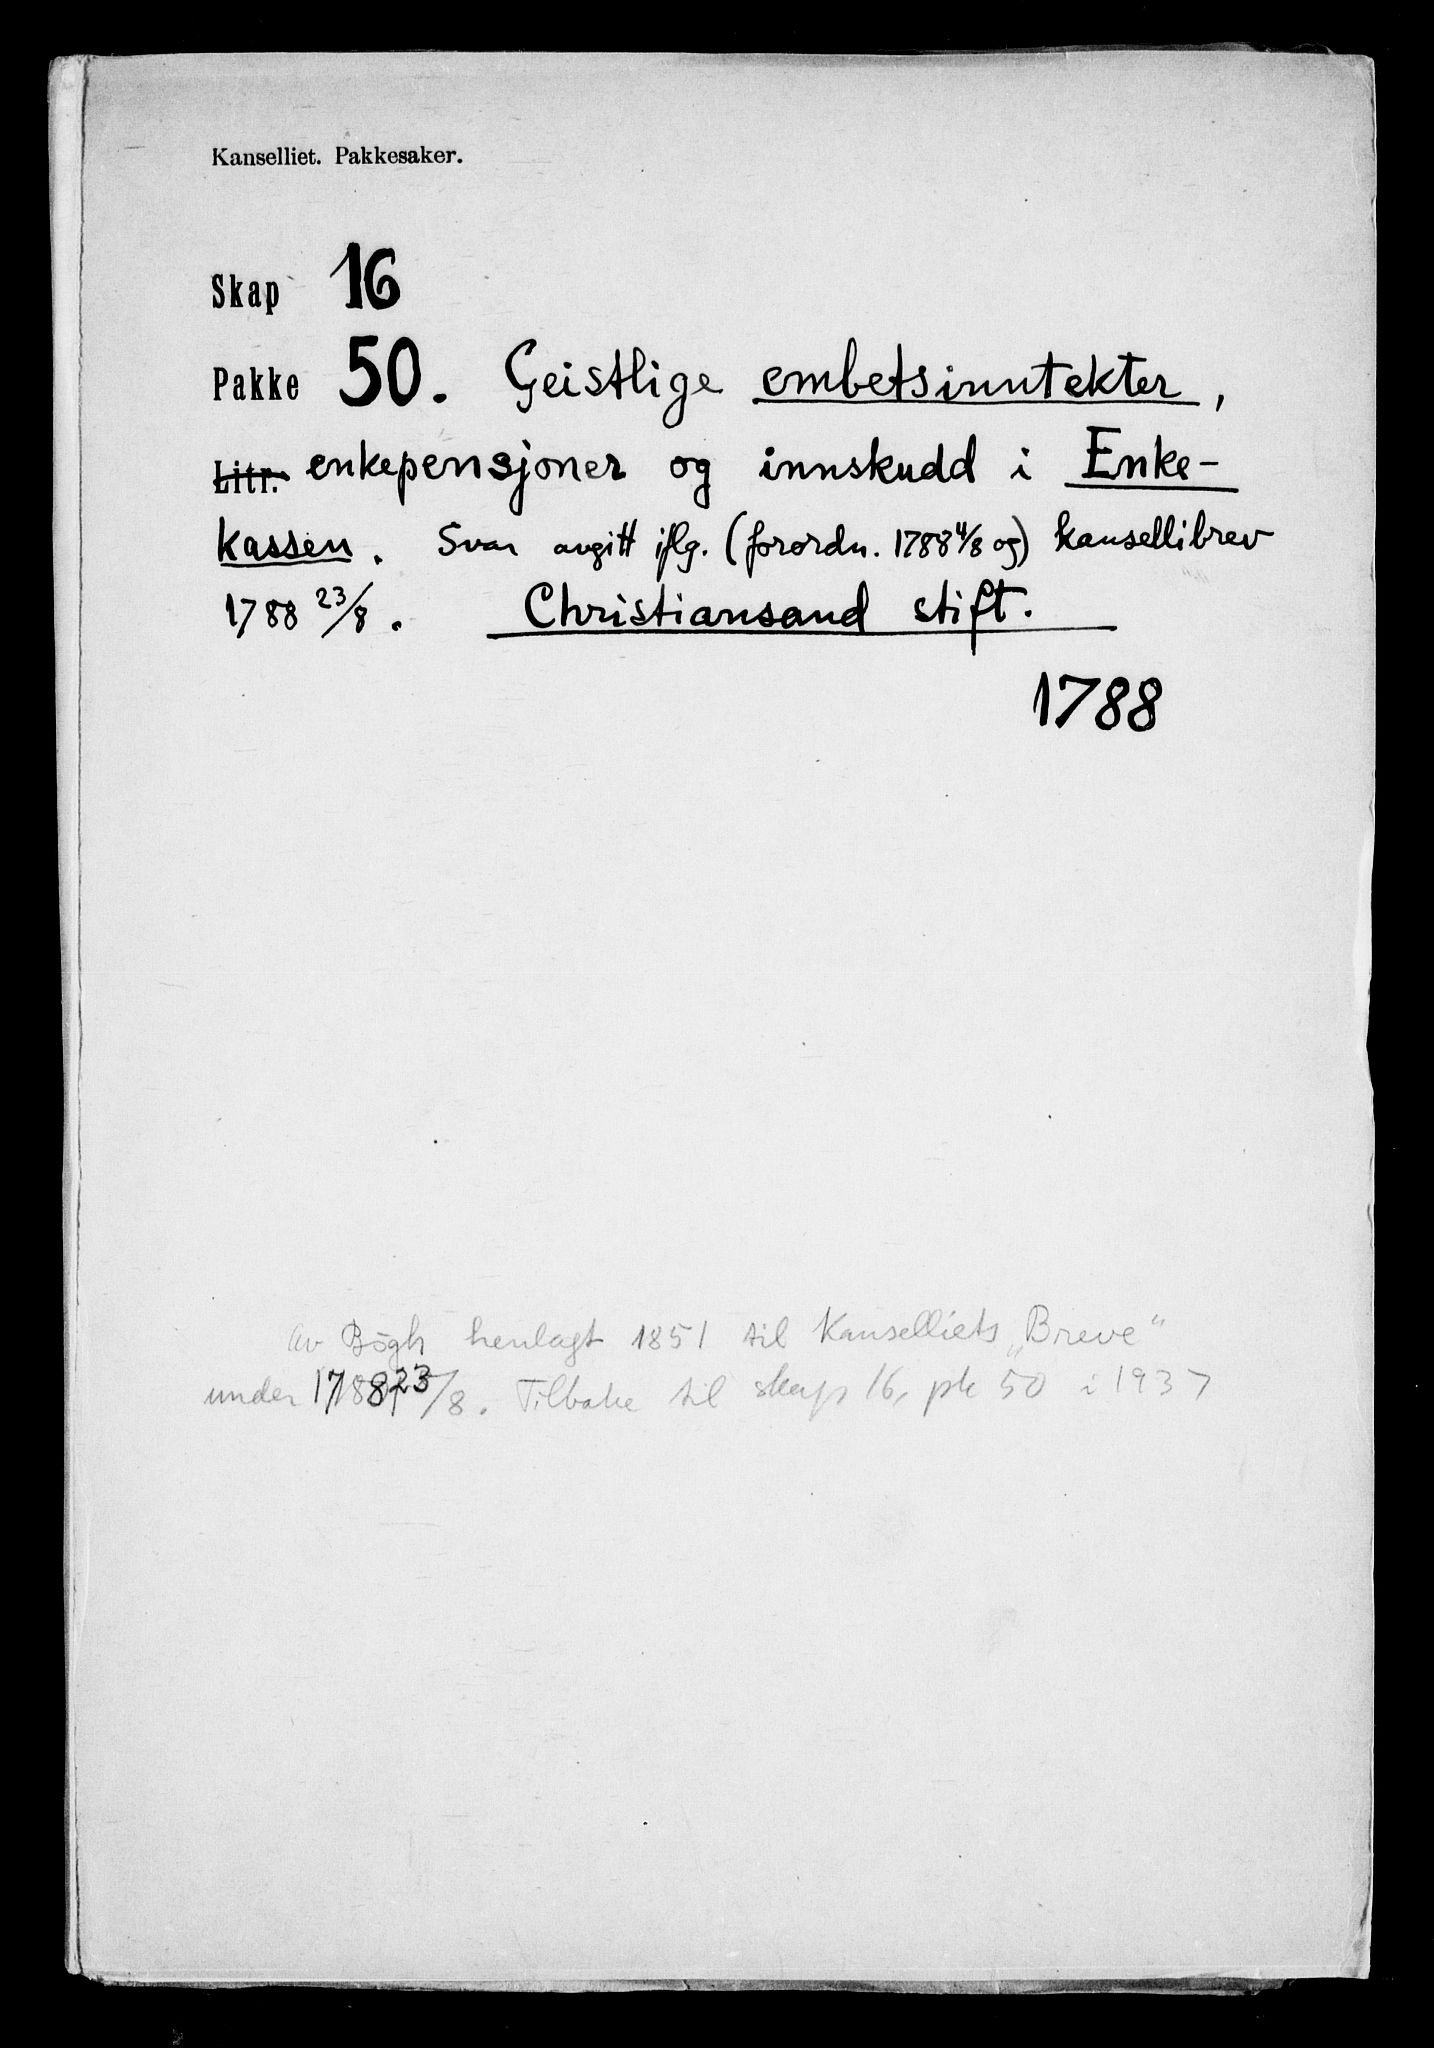 Kanselliet. Pakkesaker.
Skap 16
Pakke 50. Geistlige embetsinntekter,
Litr. enkepensjoner og innskudd i Enke-
kassen. Svar avgitt iflg. (forordn. 1788 4/8 og) kansellibrev
1788 23/8. Christiansand stift.
1788
Av Bögh henlagt 1851 til Kanselliets „Breve“
under 1788 23/8. Tilbake til skap 16, pk 50 i 1937